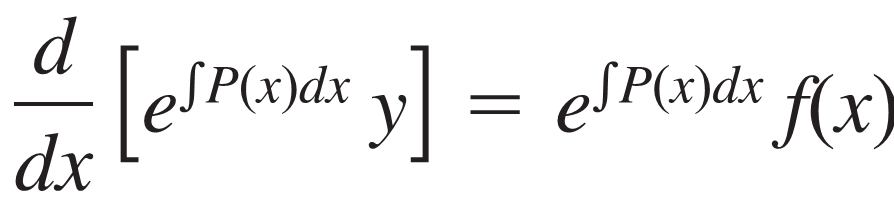 d/dx [e^{∫P(x)dx} y] = e^{∫P(x)dx} f(x)